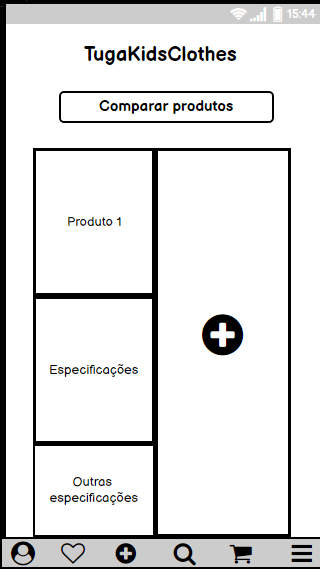 15:44
TugaKidsClothes
Comparar produtos
Produto 1
Especificações
Outras
especificações